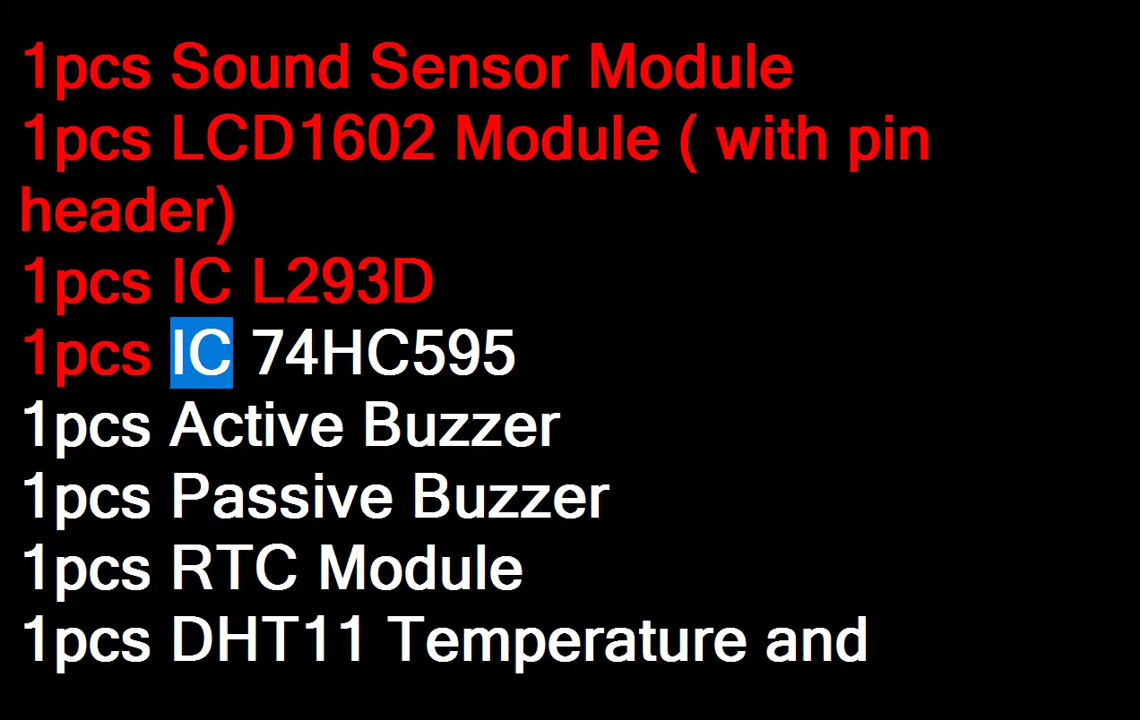 1pcs Sound Sensor Module
1pcs LCD1602 Module ( with pin
header)
1pcs IC L293D
1pcs IC 74HC595
1pcs Active Buzzer
1pcs Passive Buzzer
1pcs RTC Module
1pcs DHT11 Temperature and